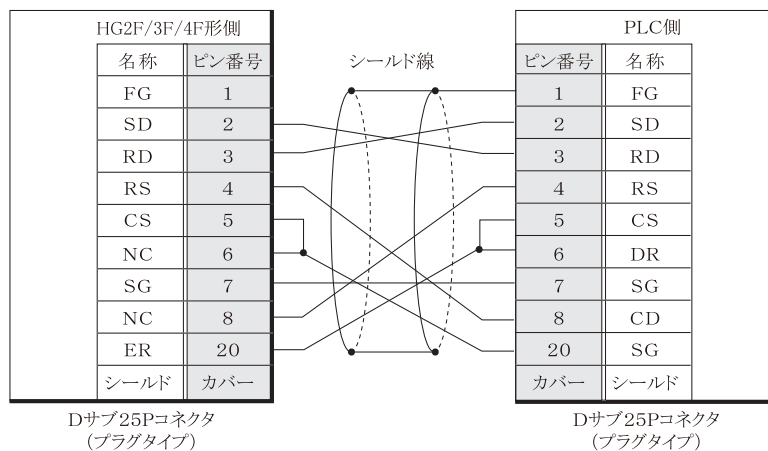 HG2F/3F/4F形側
名称 ピン番号
FG 1
SD 2
RD 3
RS 4
CS 5
NC 6
SG 7
NC 8
ER 20
シールド カバー
Dサブ25Pコネクタ
(プラグタイプ)
シールド線
PLC側
ピン番号 名称
1 FG
2 SD
3 RD
4 RS
5 CS
6 DR
7 SG
8 CD
20 SG
カバー シールド
Dサブ25Pコネクタ
(プラグタイプ)